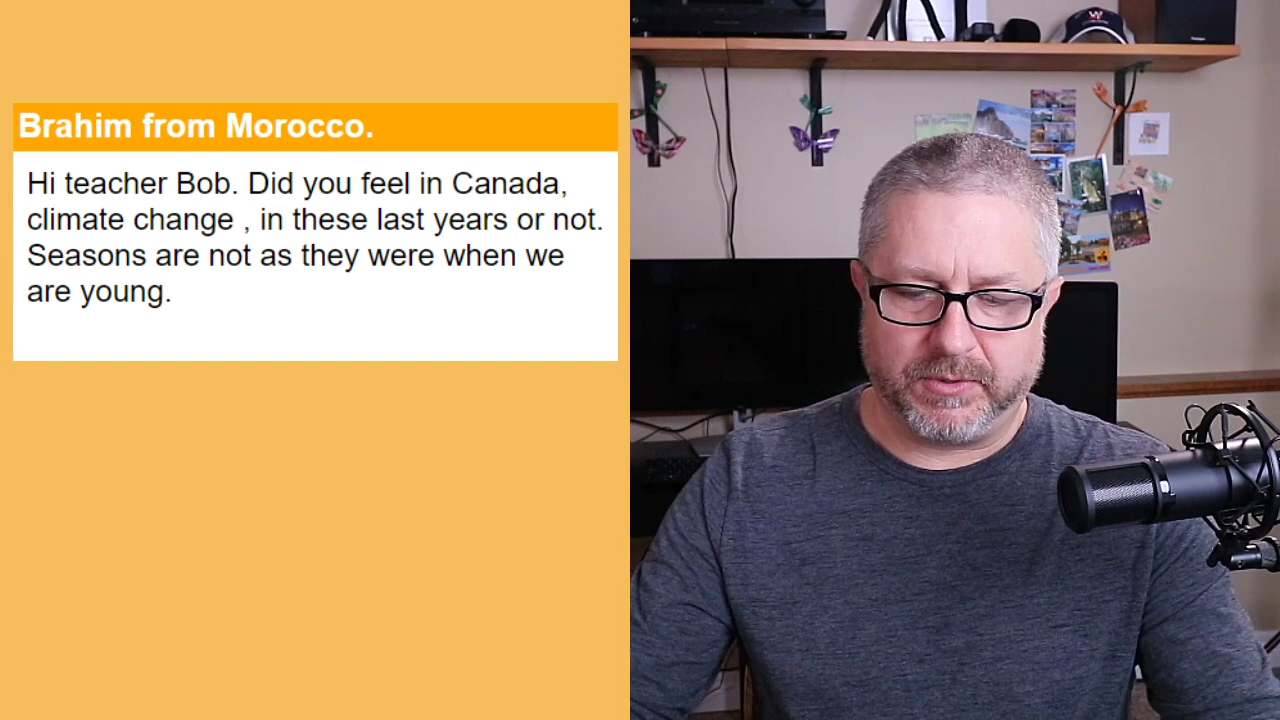 Brahim from Morocco.
Hi teacher Bob. Did you feel in Canada,
climate change , in these last years or not.
Seasons are not as they were when we
are young.